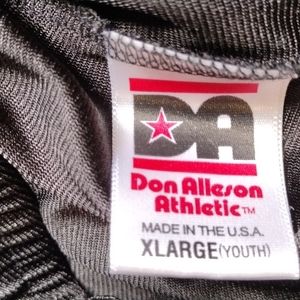 DA
Don Alleson
Athletic™
MADE IN THE U.S.A.
XLARGE (YOUTH)